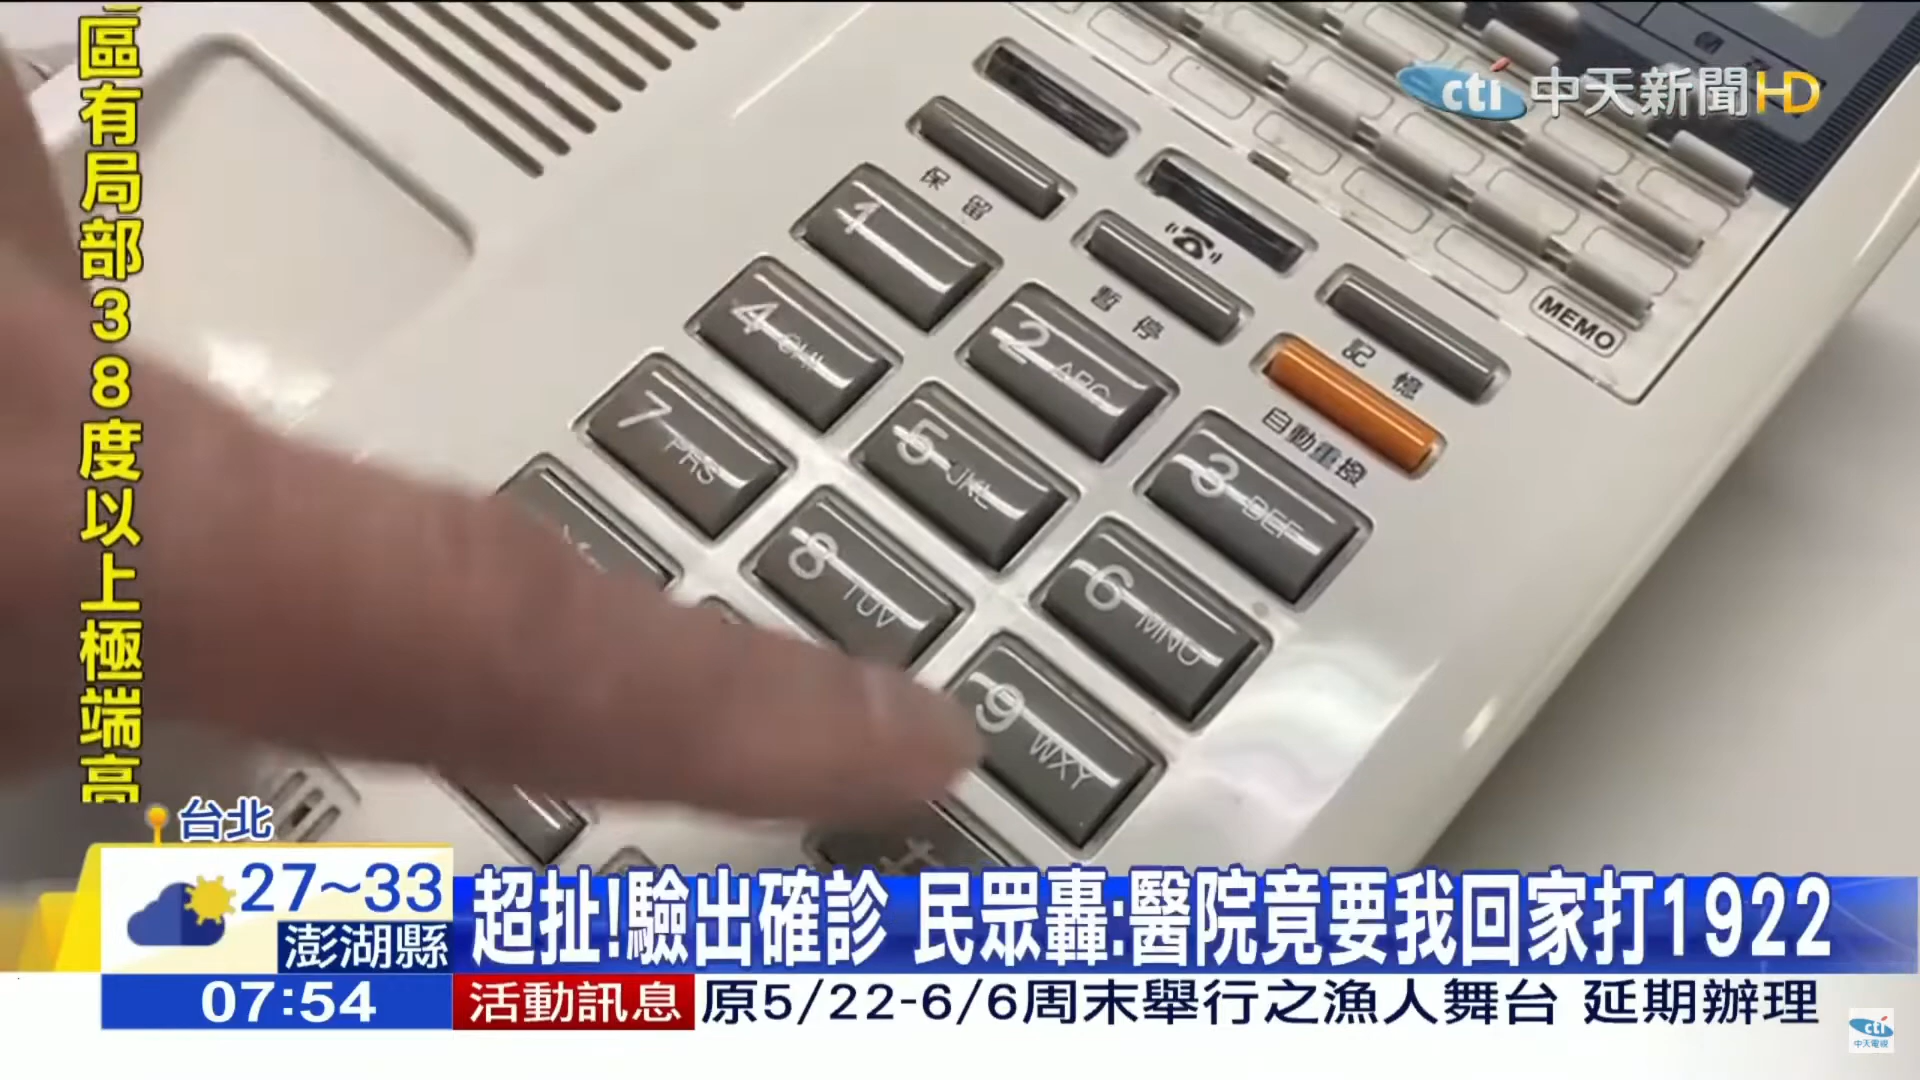 區有局部38度以上極端高
cti 中天新聞HD
保留
暫停
記憶
自動重撥
MEMO
1
2 ABC
3 DEF
4 GHI
5 JKL
6 MNO
7 PRS
8 TUV
9 WXY
台北
27~33
澎湖縣
超扯!驗出確診 民眾轟:醫院竟要我回家打1922
07:54
活動訊息
原5/22-6/6周末舉行之漁人舞台 延期辦理
cti
中天電視